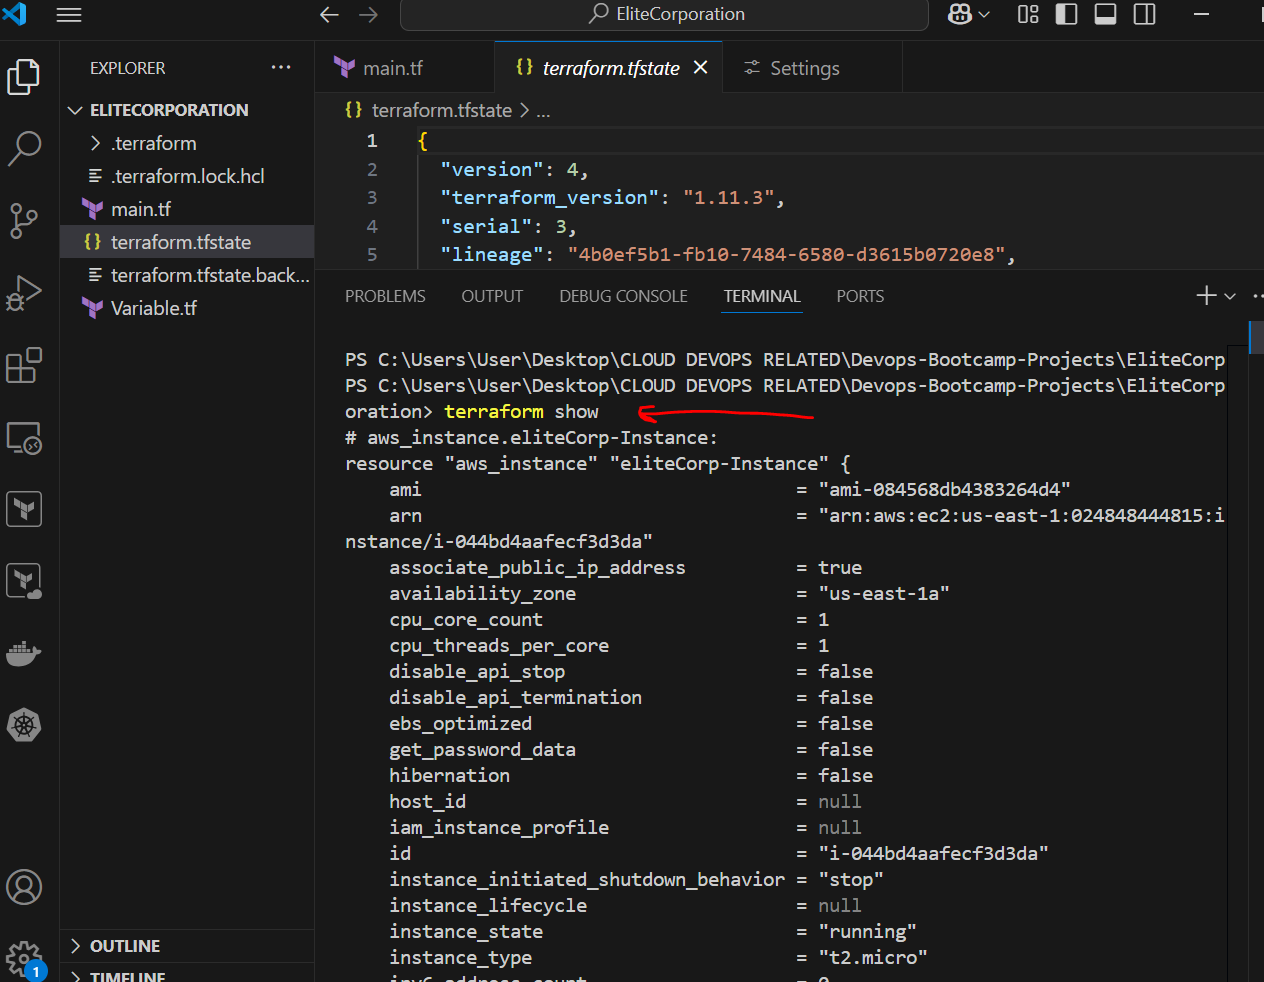 EliteCorporation
EXPLORER
ELITECORPORATION
.terraform
.terraform.lock.hcl
main.tf
terraform.tfstate
terraform.tfstate.back...
Variable.tf
OUTLINE
TIMELINE
1
main.tf
terraform.tfstate
Settings
terraform.tfstate > ...
1 {
2 "version": 4,
3 "terraform_version": "1.11.3",
4 "serial": 3,
5 "lineage": "4b0ef5b1-fb10-7484-6580-d3615b0720e8",
PROBLEMS OUTPUT DEBUG CONSOLE TERMINAL PORTS
PS C:\Users\User\Desktop\CLOUD DEVOPS RELATED\Devops-Bootcamp-Projects\EliteCorp
PS C:\Users\User\Desktop\CLOUD DEVOPS RELATED\Devops-Bootcamp-Projects\EliteCorp
oration> terraform show
# aws_instance.eliteCorp-Instance:
resource "aws_instance" "eliteCorp-Instance" {
ami = "ami-084568db4383264d4"
arn = "arn:aws:ec2:us-east-1:024848444815:i
nstance/i-044bd4aafecf3d3da"
associate_public_ip_address = true
availability_zone = "us-east-1a"
cpu_core_count = 1
cpu_threads_per_core = 1
disable_api_stop = false
disable_api_termination = false
ebs_optimized = false
get_password_data = false
hibernation = false
host_id = null
iam_instance_profile = null
id = "i-044bd4aafecf3d3da"
instance_initiated_shutdown_behavior = "stop"
instance_lifecycle = null
instance_state = "running"
instance_type = "t2.micro"